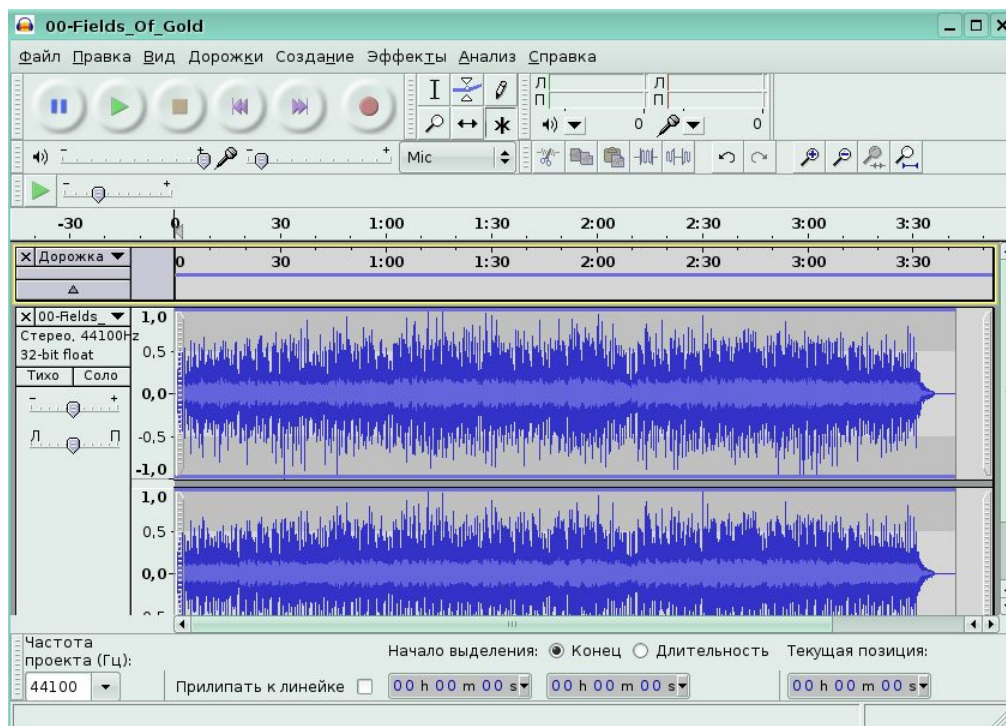 00-Fields_Of_Gold
Файл Правка Вид Дорожки Создание Эффекты Анализ Справка
Л
П
0
Л
П
0
Mic
-30 0 30 1:00 1:30 2:00 2:30 3:00 3:30
Дорожка
0 30 1:00 1:30 2:00 2:30 3:00 3:30
00-Fields_
Стерео, 44100Hz
32-bit float
Тихо Соло
- +
Л П
1,0
0,5
0,0
-0,5
-1,0
1,0
0,5
0,0
Частота
проекта (Гц):
44100
Начало выделения: Конец Длительность Текущая позиция:
Прилипать к линейке 00 h 00 m 00 s 00 h 00 m 00 s 00 h 00 m 00 s